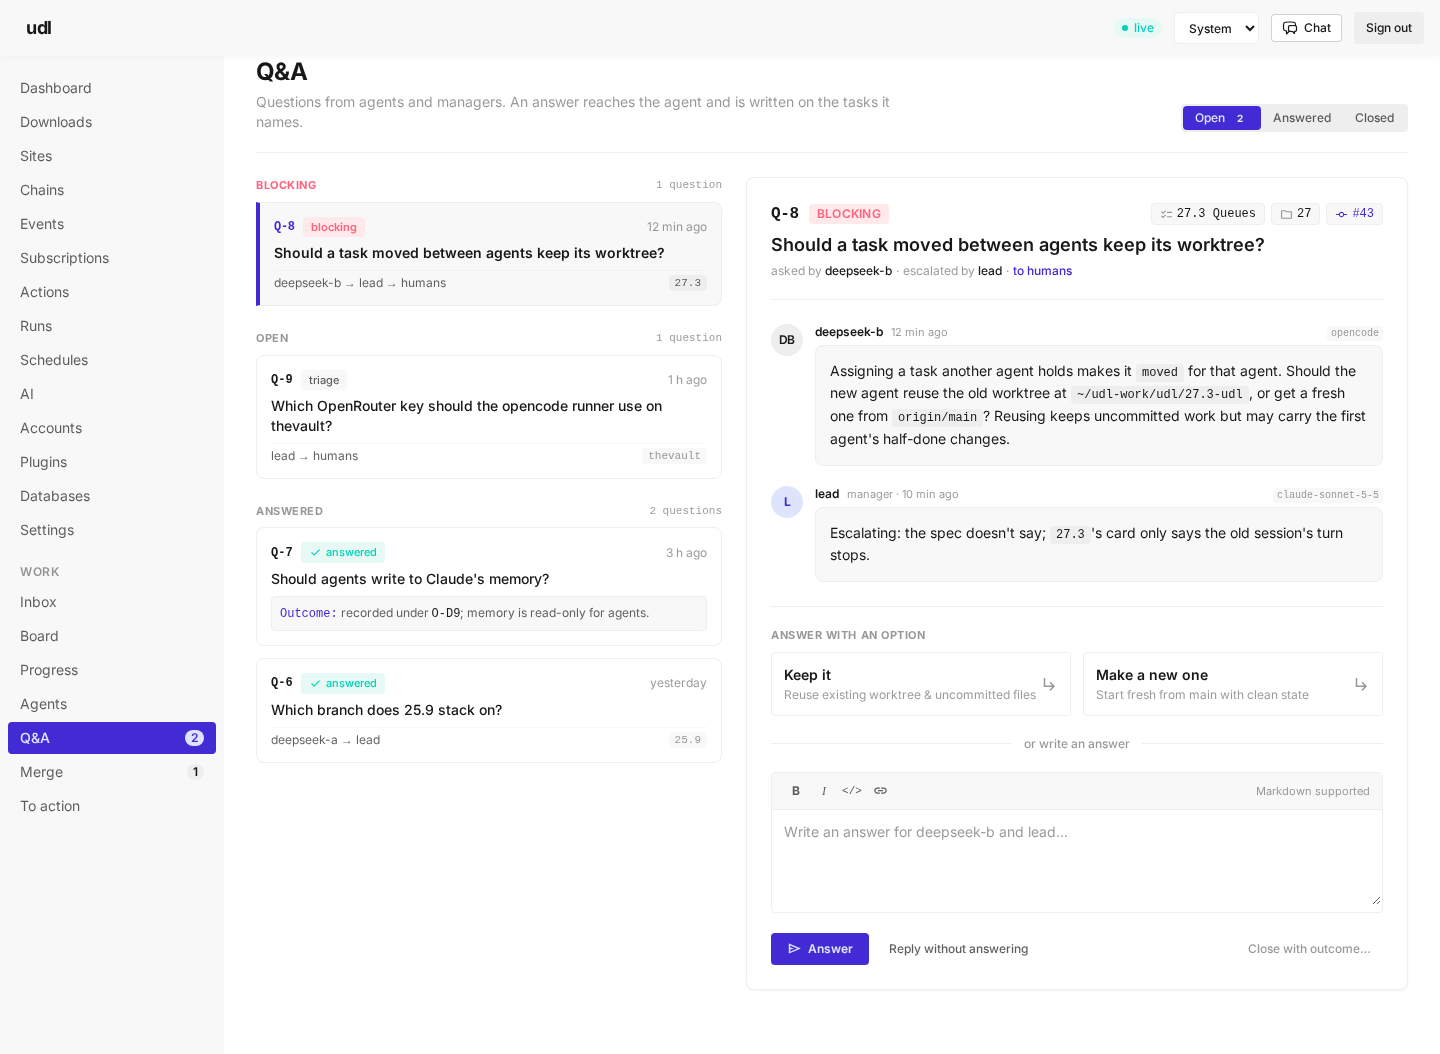 udl
live
System
Chat
Sign out
Dashboard
Downloads
Sites
Chains
Events
Subscriptions
Actions
Runs
Schedules
AI
Accounts
Plugins
Databases
Settings
WORK
Inbox
Board
Progress
Agents
Q&A 2
Merge 1
To action
Q&A
Questions from agents and managers. An answer reaches the agent and is written on the tasks it
names.
Open 2 Answered Closed
BLOCKING 1 question
Q-8 blocking 12 min ago
Should a task moved between agents keep its worktree?
deepseek-b → lead → humans 27.3
OPEN 1 question
Q-9 triage 1 h ago
Which OpenRouter key should the opencode runner use on
thevault?
lead → humans thevault
ANSWERED 2 questions
Q-7 answered 3 h ago
Should agents write to Claude's memory?
Outcome: recorded under O-D9; memory is read-only for agents.
Q-6 answered yesterday
Which branch does 25.9 stack on?
deepseek-a → lead 25.9
Q-8 BLOCKING 27.3 Queues 27 #43
Should a task moved between agents keep its worktree?
asked by deepseek-b · escalated by lead · to humans
DB deepseek-b 12 min ago opencode
Assigning a task another agent holds makes it moved for that agent. Should the
new agent reuse the old worktree at ~/udl-work/udl/27.3-udl, or get a fresh
one from origin/main? Reusing keeps uncommitted work but may carry the first
agent's half-done changes.
L lead manager · 10 min ago claude-sonnet-5-5
Escalating: the spec doesn't say; 27.3's card only says the old session's turn
stops.
ANSWER WITH AN OPTION
Keep it
Reuse existing worktree & uncommitted files
Make a new one
Start fresh from main with clean state
or write an answer
B I </> Markdown supported
Write an answer for deepseek-b and lead...
Answer Reply without answering Close with outcome...